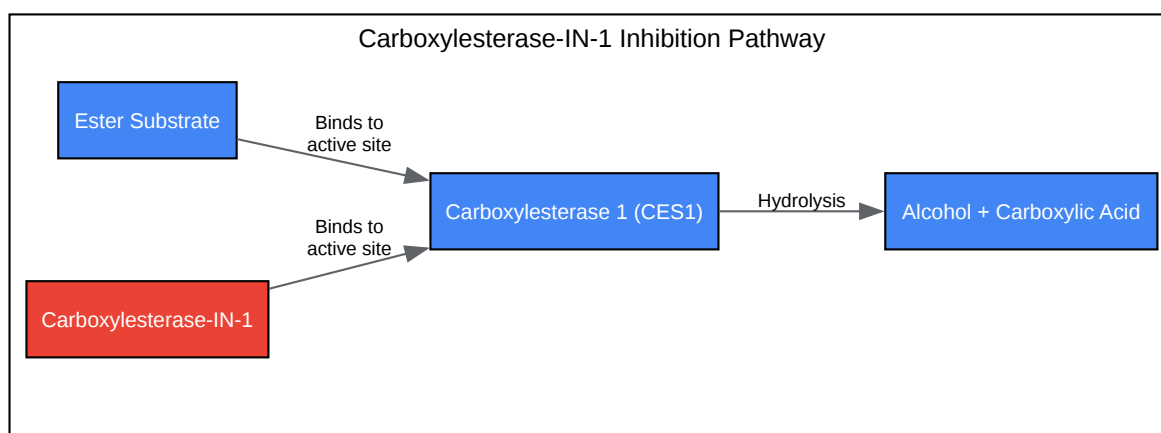 Carboxylesterase-IN-1 Inhibition Pathway
Ester Substrate
Binds to
active site
Carboxylesterase 1 (CES1)
Hydrolysis
Alcohol + Carboxylic Acid
Binds to
active site
Carboxylesterase-IN-1